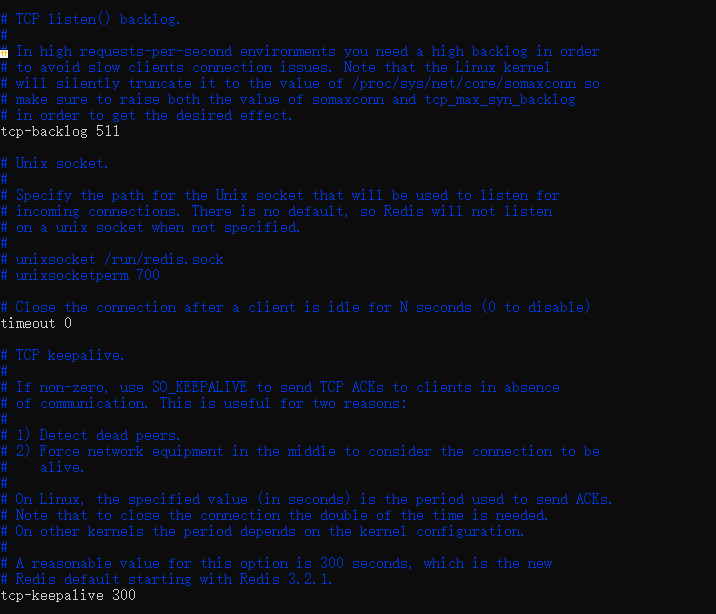 # TCP listen() backlog.
#
# In high requests-per-second environments you need a high backlog in order
# to avoid slow clients connection issues. Note that the Linux kernel
# will silently truncate it to the value of /proc/sys/net/core/somaxconn so
# make sure to raise both the value of somaxconn and tcp_max_syn_backlog
# in order to get the desired effect.
tcp-backlog 511
# Unix socket.
#
# Specify the path for the Unix socket that will be used to listen for
# incoming connections. There is no default, so Redis will not listen
# on a unix socket when not specified.
#
# unixsocket /run/redis.sock
# unixsocketperm 700
# Close the connection after a client is idle for N seconds (0 to disable)
timeout 0
# TCP keepalive.
#
# If non-zero, use SO_KEEPALIVE to send TCP ACKs to clients in absence
# of communication. This is useful for two reasons:
#
# 1) Detect dead peers.
# 2) Force network equipment in the middle to consider the connection to be
#    alive.
#
# On Linux, the specified value (in seconds) is the period used to send ACKs.
# Note that to close the connection the double of the time is needed.
# On other kernels the period depends on the kernel configuration.
#
# A reasonable value for this option is 300 seconds, which is the new
# Redis default starting with Redis 3.2.1.
tcp-keepalive 300